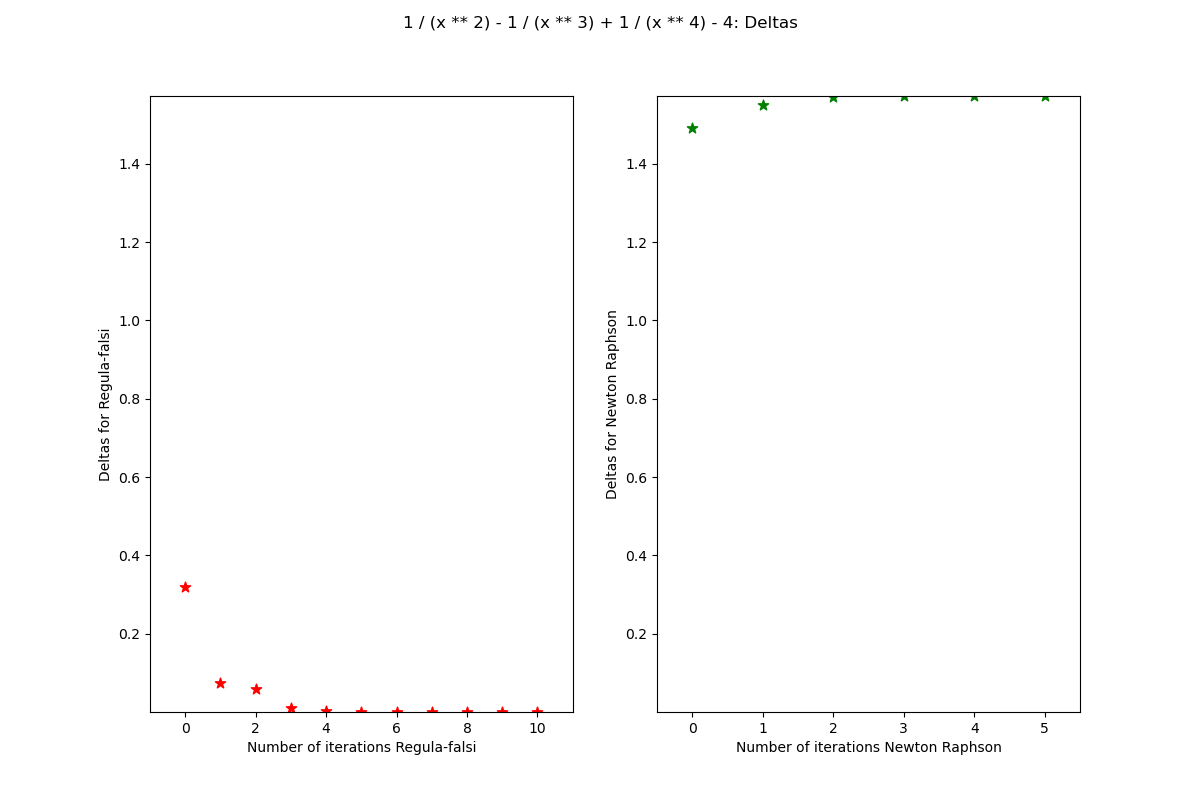 1 / (x ** 2) - 1 / (x ** 3) + 1 / (x ** 4) - 4: Deltas
Deltas for Regula-falsi
1.4
1.2
1.0
0.8
0.6
0.4
0.2
0 2 4 6 8 10
Number of iterations Regula-falsi
Deltas for Newton Raphson
1.4
1.2
1.0
0.8
0.6
0.4
0.2
0 1 2 3 4 5
Number of iterations Newton Raphson